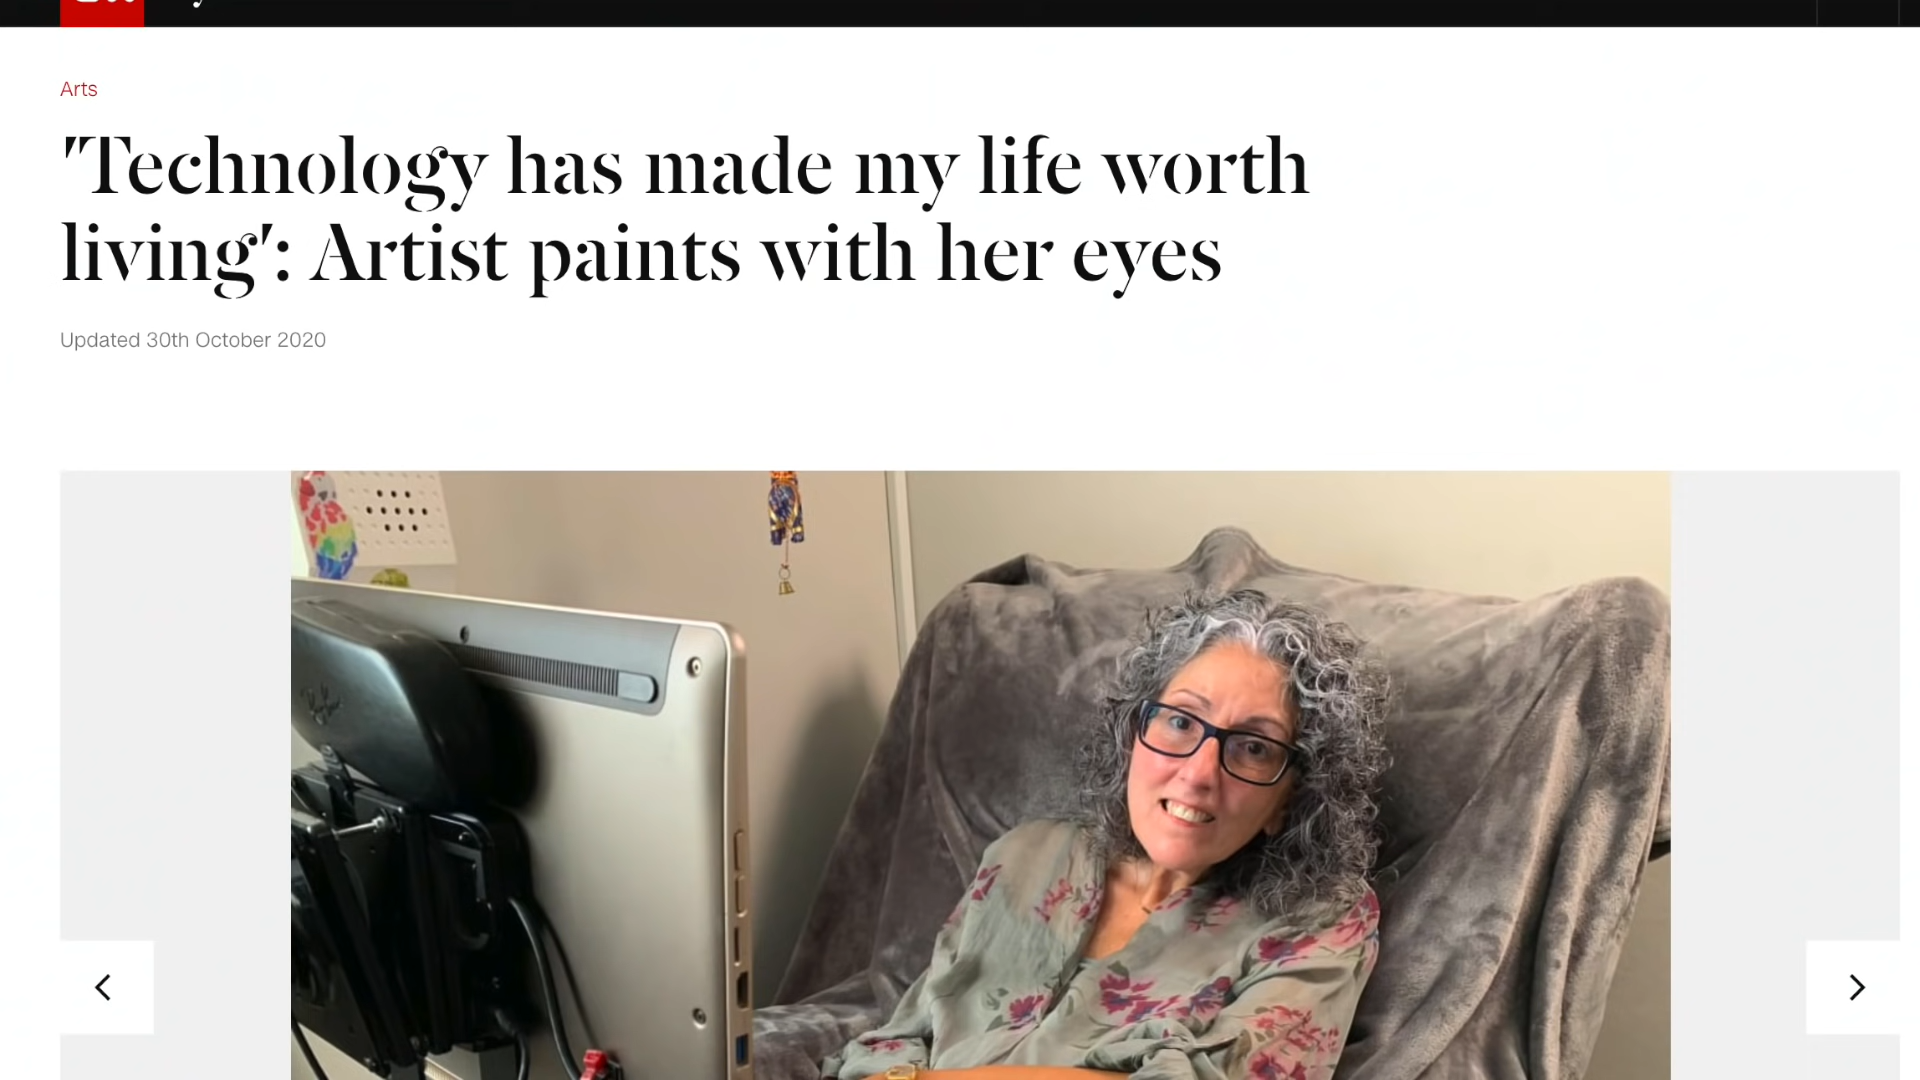 Arts
"Technology has made my life worth
living': Artist paints with her eyes
Updated 30th October 2020